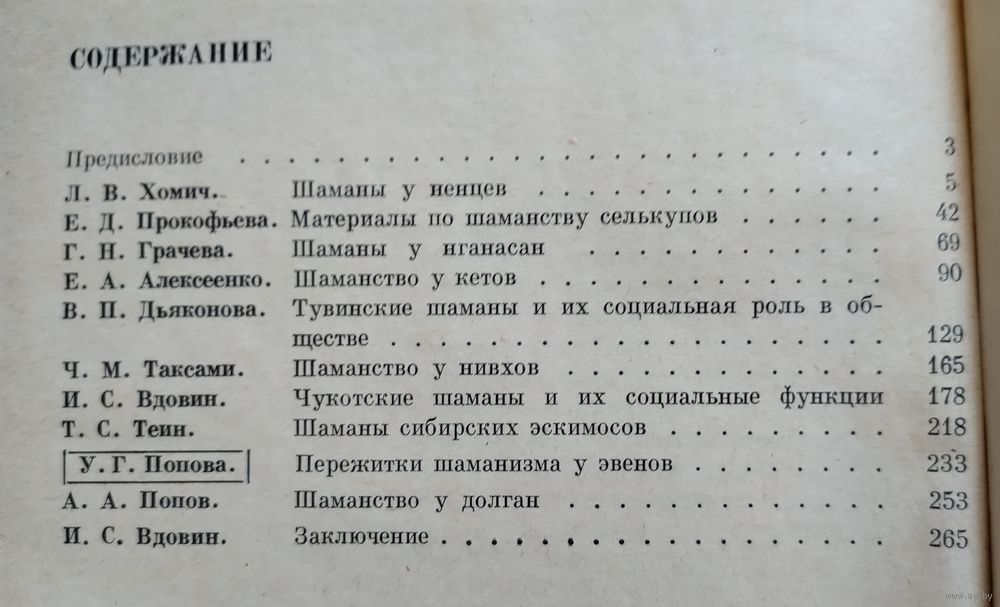 СОДЕРЖАНИЕ
Предисловие . . . . . . . . . . . . . . . . . . . . . . . . . . 3
Л. В. Хомич. Шаманы у ненцев . . . . . . . . . . . . . . 5
Е. Д. Прокофьева. Материалы по шаманству селькупов . . . . . . 42
Г. Н. Грачева. Шаманы у нганасан . . . . . . . . . . . . 69
Е. А. Алексеенко. Шаманство у кетов . . . . . . . . . . . . . . 90
В. П. Дьяконова. Тувинские шаманы и их социальная роль в об-
ществе . . . . . . . . . . . . . . . . . . . . 129
Ч. М. Таксами. Шаманство у нивхов . . . . . . . . . . . . . 165
И. С. Вдовин. Чукотские шаманы и их социальные функции 178
Т. С. Теин. Шаманы сибирских эскимосов . . . . . . . . . 218
У. Г. Попова. Пережитки шаманизма у эвенов . . . . . . . . 233
А. А. Попов. Шаманство у долган . . . . . . . . . . . . . 253
И. С. Вдовин. Заключение . . . . . . . . . . . . . . . . . . 265
www.ay.by